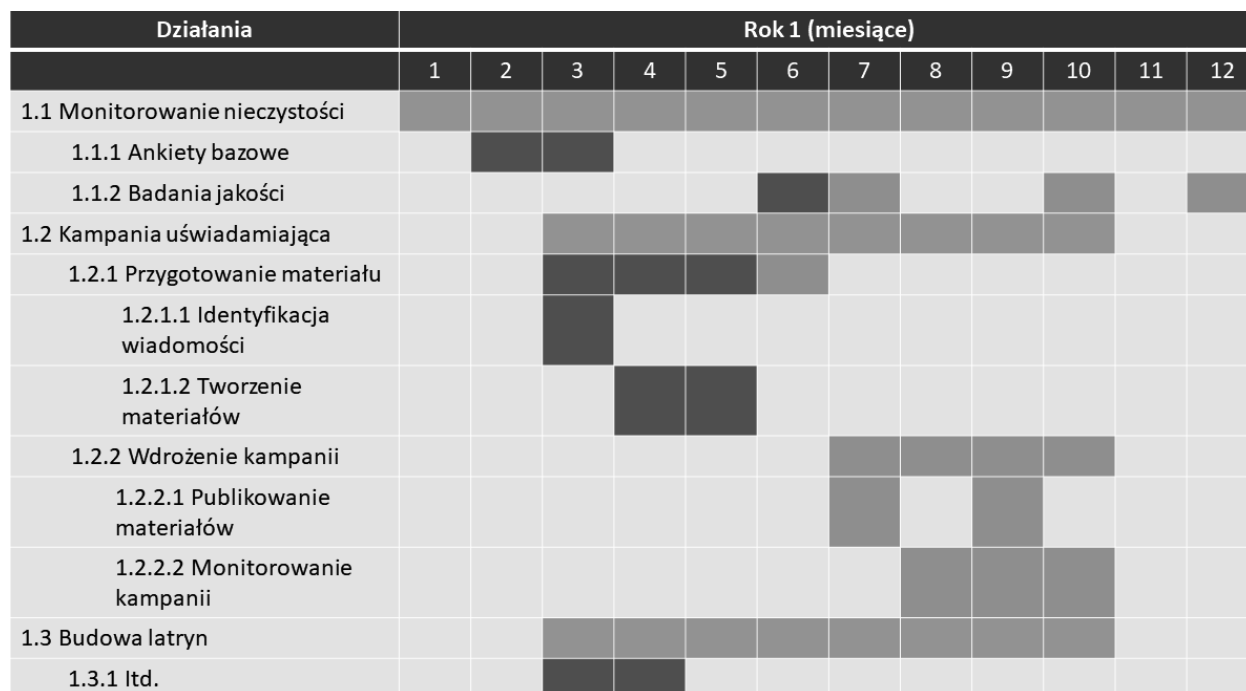 Działania Rok 1 (miesiące)
1 2 3 4 5 6 7 8 9 10 11 12
1.1 Monitorowanie nieczystości
1.1.1 Ankiety bazowe
1.1.2 Badania jakości
1.2 Kampania uświadamiająca
1.2.1 Przygotowanie materiału
1.2.1.1 Identyfikacja
wiadomości
1.2.1.2 Tworzenie
materiałów
1.2.2 Wdrożenie kampanii
1.2.2.1 Publikowanie
materiałów
1.2.2.2 Monitorowanie
kampanii
1.3 Budowa latryn
1.3.1 Itd.